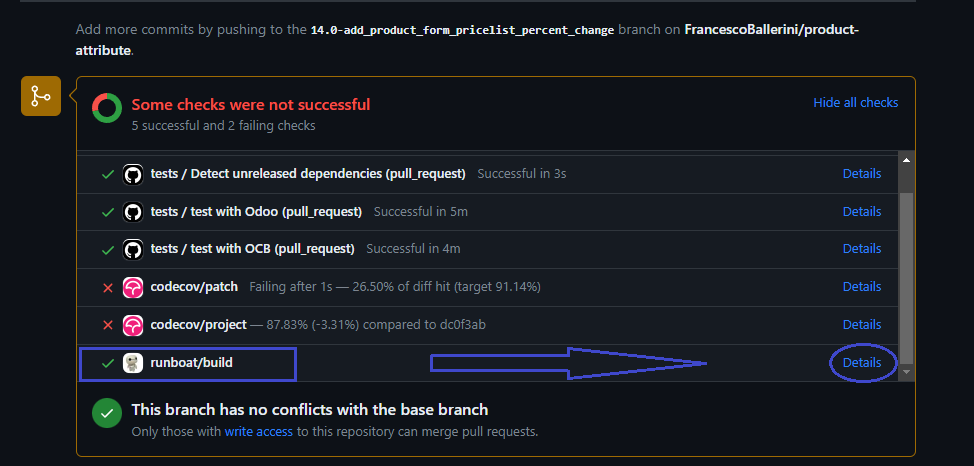 Add more commits by pushing to the 14.0-add_product_form_pricelist_percent_change branch on FrancescoBallerini/product-
attribute.
Some checks were not successful
Hide all checks
5 successful and 2 failing checks
tests / Detect unreleased dependencies (pull_request) Successful in 3s Details
tests / test with Odoo (pull_request) Successful in 5m Details
tests / test with OCB (pull_request) Successful in 4m Details
codecov/patch Failing after 1s — 26.50% of diff hit (target 91.14%) Details
codecov/project — 87.83% (-3.31%) compared to dc0f3ab Details
runboat/build Details
This branch has no conflicts with the base branch
Only those with write access to this repository can merge pull requests.